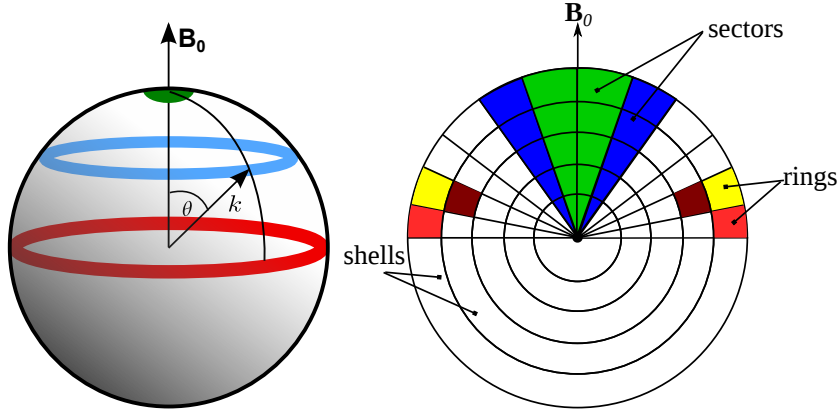 B₀
θ
k
B₀
sectors
rings
shells